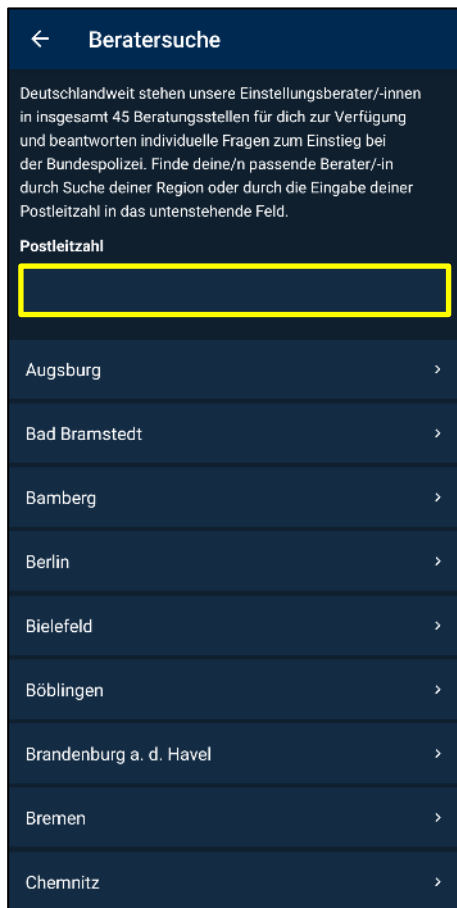 Beratersuche
Deutschlandweit stehen unsere Einstellungsberater/-innen
in insgesamt 45 Beratungsstellen für dich zur Verfügung
und beantworten individuelle Fragen zum Einstieg bei
der Bundespolizei. Finde deine/n passende Berater/-in
durch Suche deiner Region oder durch die Eingabe deiner
Postleitzahl in das untenstehende Feld.
Postleitzahl
Augsburg
Bad Bramstedt
Bamberg
Berlin
Bielefeld
Böblingen
Brandenburg a. d. Havel
Bremen
Chemnitz